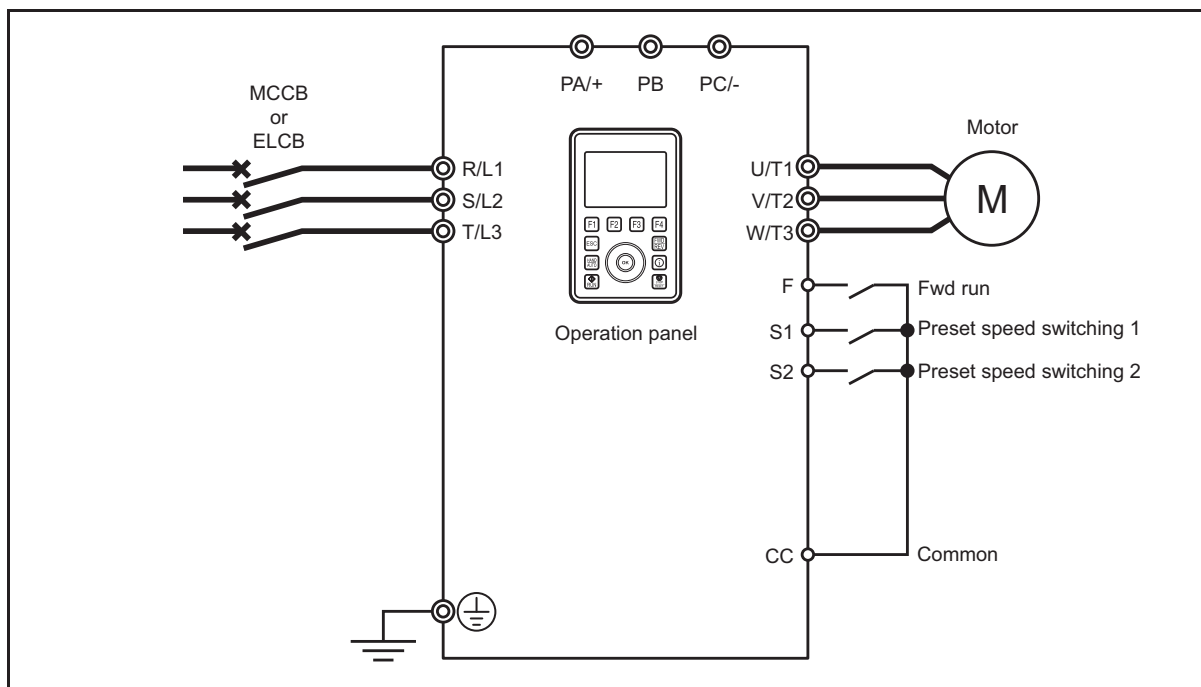 PA/+ PB PC/-
MCCB
or
ELCB
Motor
R/L1
S/L2
T/L3
U/T1
V/T2
W/T3
M
F1 F2 F3 F4
ESC
OK
RUN
Operation panel
F Fwd run
S1 Preset speed switching 1
S2 Preset speed switching 2
CC Common